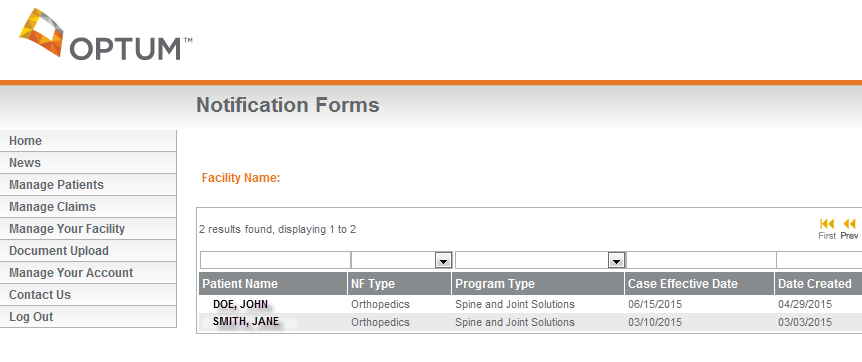 OPTUM™
Notification Forms
Home
News
Manage Patients
Manage Claims
Manage Your Facility
Document Upload
Manage Your Account
Contact Us
Log Out
Facility Name:
2 results found, displaying 1 to 2
First Prev
Patient Name NF Type Program Type Case Effective Date Date Created
DOE, JOHN Orthopedics Spine and Joint Solutions 06/15/2015 04/29/2015
SMITH, JANE Orthopedics Spine and Joint Solutions 03/10/2015 03/03/2015